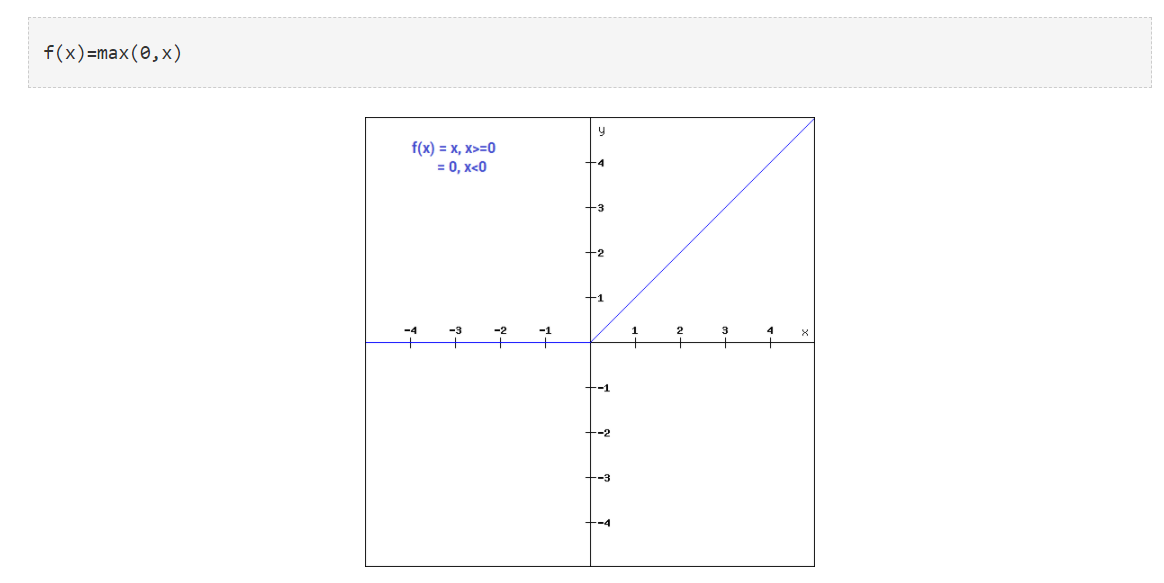 f(x)=max(0,x)
y
f(x) = x, x>=0
= 0, x<0
4
3
2
1
-4 -3 -2 -1 1 2 3 4 x
-1
-2
-3
-4